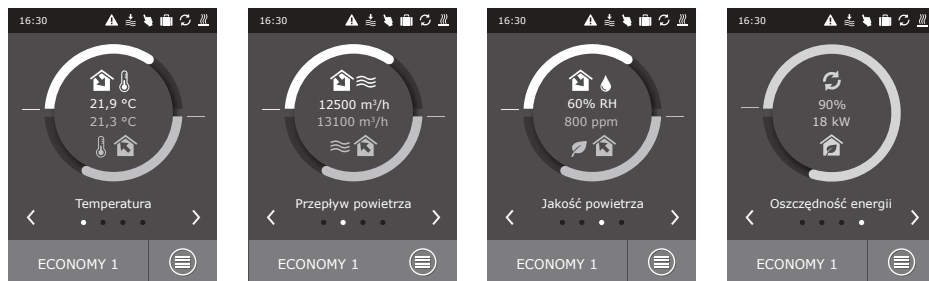 16:30
21,9 °C
21,3 °C
Temperatura
ECONOMY 1
16:30
12500 m³/h
13100 m³/h
Przepływ powietrza
ECONOMY 1
16:30
60% RH
800 ppm
Jakość powietrza
ECONOMY 1
16:30
90%
18 kW
Oszczędność energii
ECONOMY 1